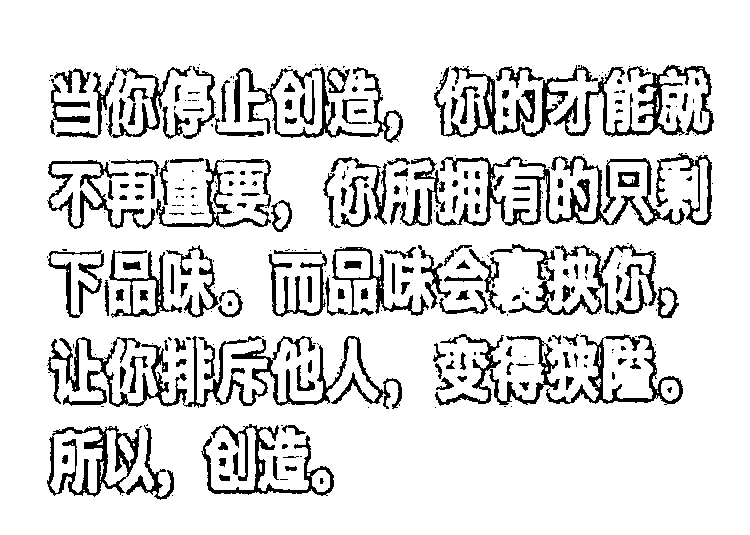 当你停止创造，你的才能就
不再重要，你所拥有的只剩
下品味。而品味会裹挟你，
让你排斥他人，变得狭隘。
所以，创造。